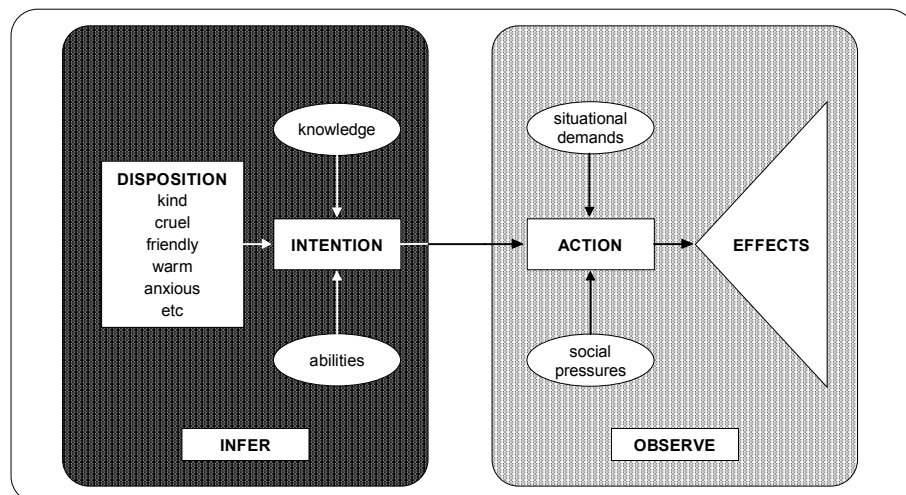 knowledge
DISPOSITION
kind
cruel
friendly
warm
anxious
etc
INTENTION
abilities
INFER
situational
demands
ACTION
EFFECTS
social
pressures
OBSERVE